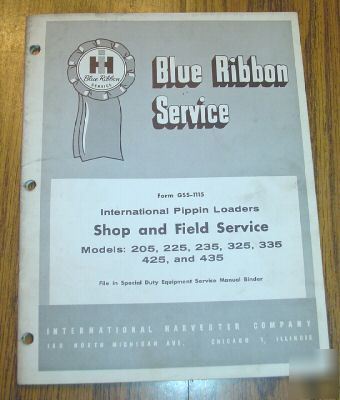 IH
Blue Ribbon
SERVICE
Blue Ribbon
Service
Form GSS-1115
International Pippin Loaders
Shop and Field Service
Models: 205, 225, 235, 325, 335
425, and 435
File in Special Duty Equipment Service Manual Binder
INTERNATIONAL HARVESTER COMPANY
180 NORTH MICHIGAN AVE. CHICAGO 1, ILLINOIS